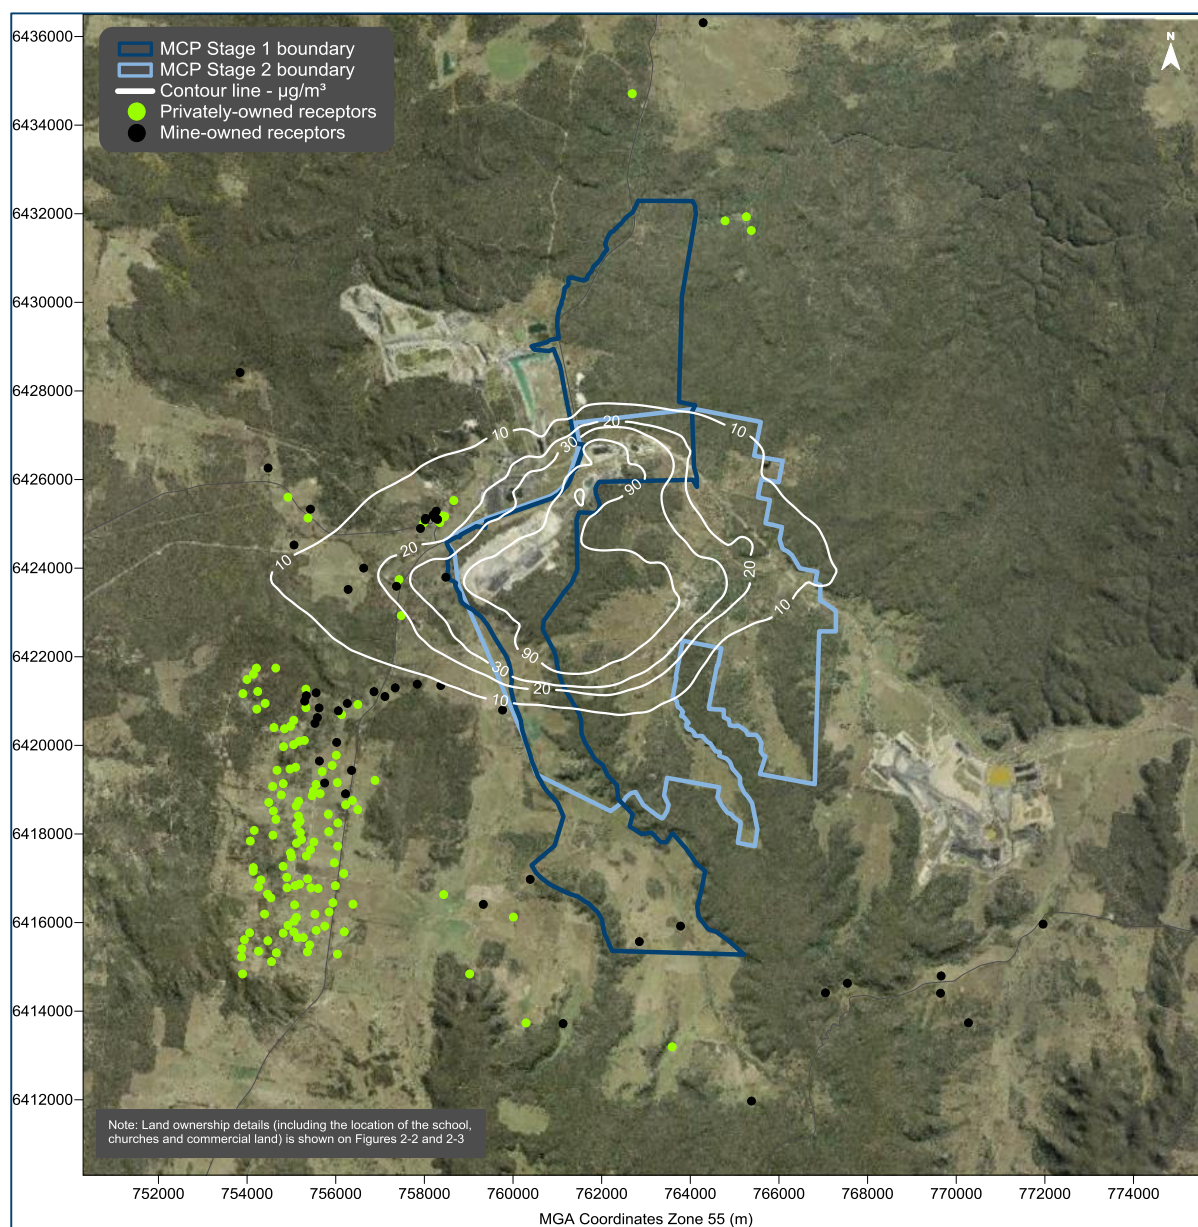 MCP Stage 1 boundary
MCP Stage 2 boundary
Contour line - µg/m³
Privately-owned receptors
Mine-owned receptors
N
6436000
6434000
6432000
6430000
6428000
6426000
6424000
6422000
6420000
6418000
6416000
6414000
6412000
10
20
30
10
90
20
10
20
10
90
30
20
10
Note: Land ownership details (including the location of the school,
churches and commercial land) is shown on Figures 2-2 and 2-3
752000 754000 756000 758000 760000 762000 764000 766000 768000 770000 772000 774000
MGA Coordinates Zone 55 (m)